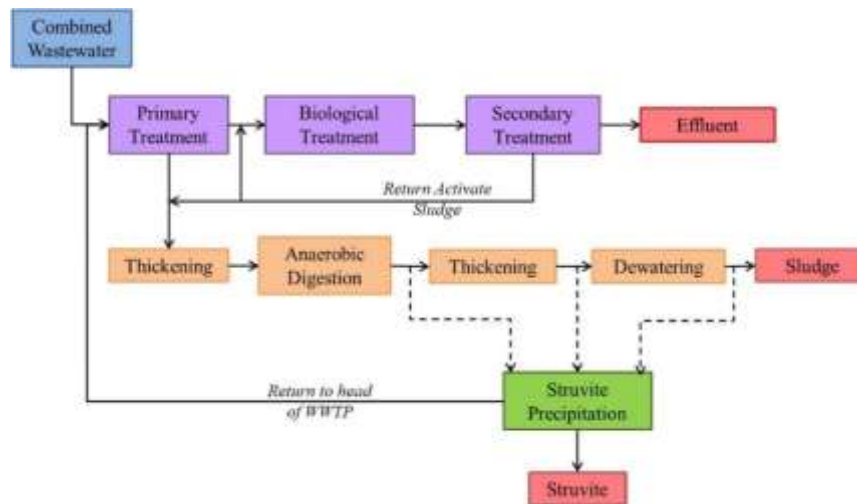 Combined
Wastewater
Primary
Treatment
Biological
Treatment
Secondary
Treatment
Effluent
Return Activate
Sludge
Thickening
Anaerobic
Digestion
Thickening
Dewatering
Sludge
Return to head
of WWTP
Struvite
Precipitation
Struvite